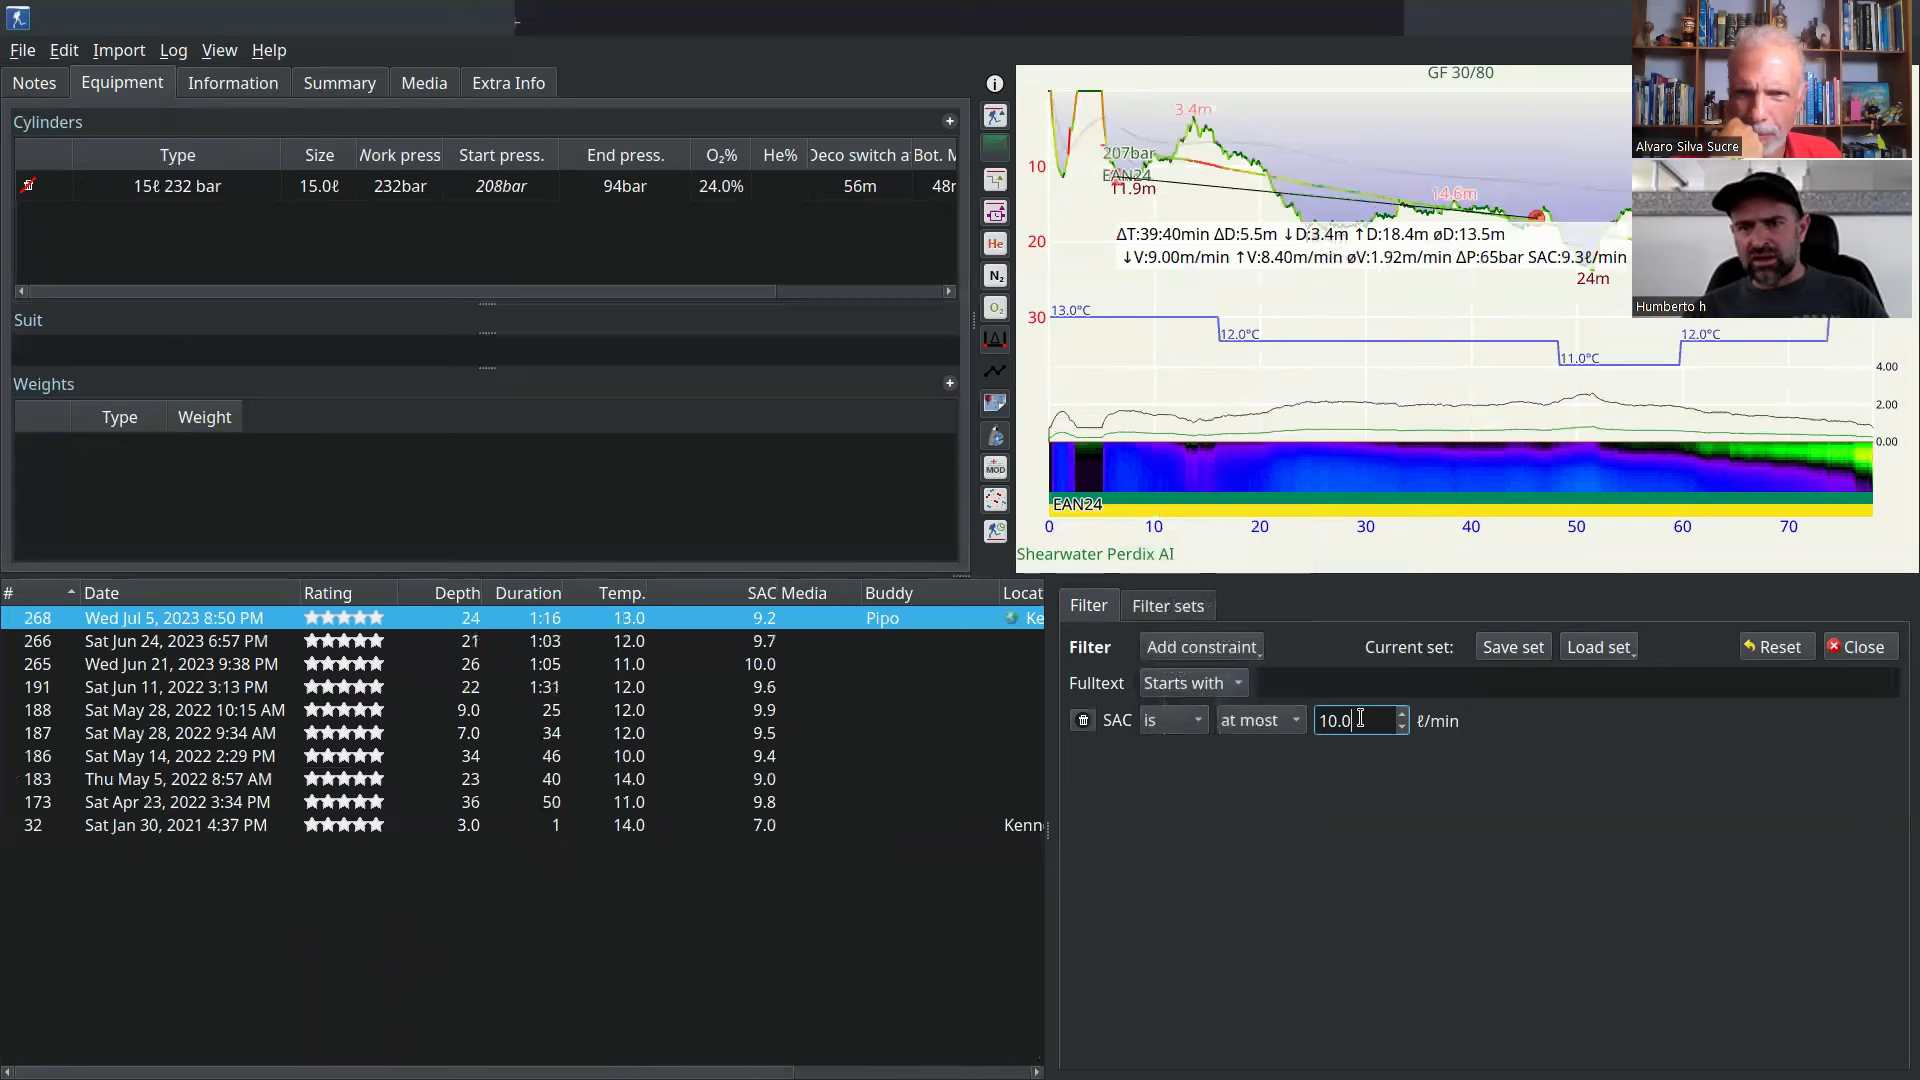 File Edit Import Log View Help
Notes Equipment Information Summary Media Extra Info
Cylinders
Type Size Work press Start press. End press. O₂% He% Deco switch a Bot. M
15ℓ 232 bar 15.0ℓ 232bar 208bar 94bar 24.0% 56m 48r
Suit
Weights
Type Weight
He
N₂
O₂
MOD
GF 30/80
3.4m
10
207bar
EAN24
11.9m
14.6m
20
ΔT:39:40min ΔD:5.5m ↓D:3.4m ↑D:18.4m øD:13.5m
↓V:9.00m/min ↑V:8.40m/min øV:1.92m/min ΔP:65bar SAC:9.3ℓ/min
24m
30
13.0°C
12.0°C
11.0°C
12.0°C
4.00
2.00
0.00
EAN24
0 10 20 30 40 50 60 70
Shearwater Perdix AI
Alvaro Silva Sucre
Humberto h
# Date Rating Depth Duration Temp. SAC Media Buddy Locat
268 Wed Jul 5, 2023 8:50 PM 24 1:16 13.0 9.2 Pipo Ke
266 Sat Jun 24, 2023 6:57 PM 21 1:03 12.0 9.7
265 Wed Jun 21, 2023 9:38 PM 26 1:05 11.0 10.0
191 Sat Jun 11, 2022 3:13 PM 22 1:31 12.0 9.6
188 Sat May 28, 2022 10:15 AM 9.0 25 12.0 9.9
187 Sat May 28, 2022 9:34 AM 7.0 34 12.0 9.5
186 Sat May 14, 2022 2:29 PM 34 46 10.0 9.4
183 Thu May 5, 2022 8:57 AM 23 40 14.0 9.0
173 Sat Apr 23, 2022 3:34 PM 36 50 11.0 9.8
32 Sat Jan 30, 2021 4:37 PM 3.0 1 14.0 7.0 Kenn
Filter Filter sets
Filter Add constraint Current set: Save set Load set Reset Close
Fulltext Starts with
SAC is at most 10.0 ℓ/min